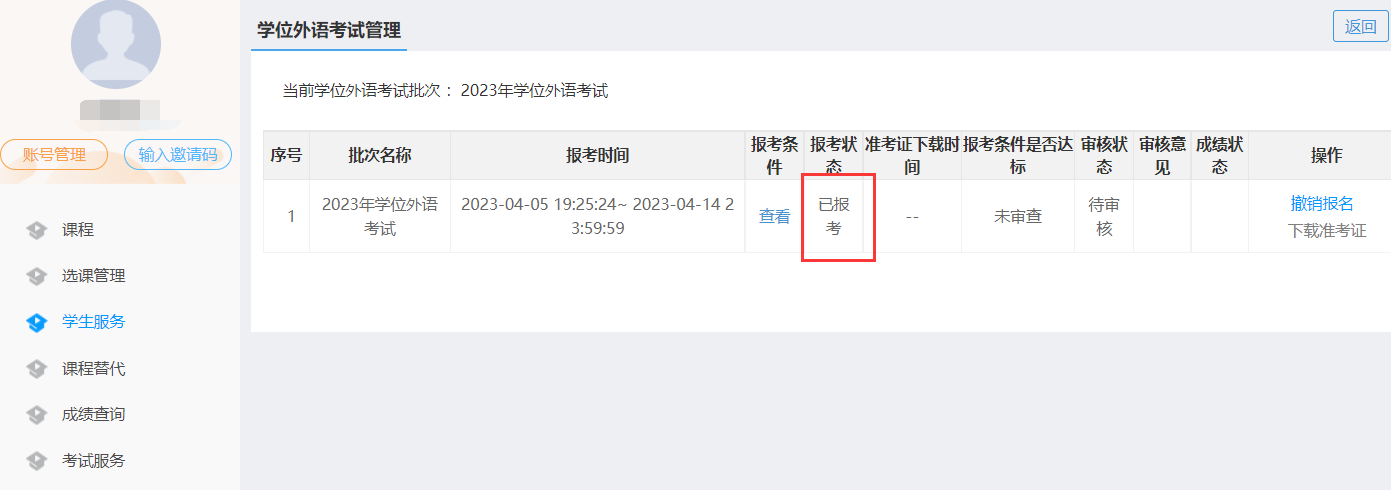 学位外语考试管理
返回
账号管理
输入邀请码
课程
选课管理
学生服务
课程替代
成绩查询
考试服务
当前学位外语考试批次 : 2023年学位外语考试
序号
批次名称
报考时间
报考条
件
报考状
态
准考证下载时
间
报考条件是否达
标
审核状
态
审核意
见
成绩状
态
操作
1
2023年学位外语
考试
2023-04-05 19:25:24~ 2023-04-14 2
3:59:59
查看
已报
考
--
未审查
待审
核
撤销报名
下载准考证